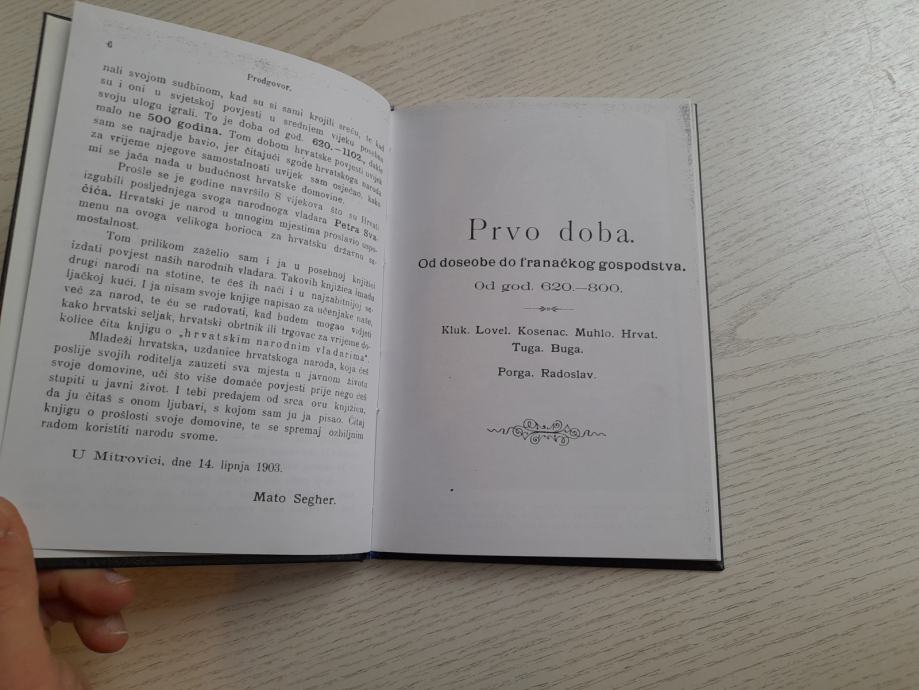 6
Predgovor.
nali svojom sudbinom, kad su si sami krojili sreću, te kad
su i oni u svjetskoj povjesti u srednjem vijeku posebnu
svoju ulogu igrali. To je doba od god. 620.—1102., dakle
malo ne 500 godina. Tom dobom hrvatske povjesti uvijek
sam se najradje bavio, jer čitajući sgode hrvatskoga naroda
za vrijeme njegove samostalnosti uvijek sam osjećao, kako
mi se jača nada u budućnost hrvatske domovine.
Prošle se je godine navršilo 8 vijekova što su Hrvati
izgubili posljednjega svoga narodnoga vladara Petra Sva-
čića. Hrvatski je narod u mnogim mjestima proslavio uspo-
menu na ovoga velikoga borioca za hrvatsku državnu sa-
mostalnost.
Tom prilikom zaželio sam i ja u posebnoj knjižici
izdati povjest naših narodnih vladara. Takovih knjižica imadu
drugi narodi na stotine, te ćeš ih naći i u najzabitnijoj se-
ljačkoj kući. I ja nisam svoje knjige napisao za učenjake naše,
već za narod, te ću se radovati, kad budem mogao vidjeti
kako hrvatski seljak, hrvatski obrtnik ili trgovac za vrijeme do-
kolice čita knjigu o „hrvatskim narodnim vladarima“.
Mladeži hrvatska, uzdanice hrvatskoga naroda, koja ćeš
poslije svojih roditelja zauzeti sva mjesta u javnom života
svoje domovine, uči što više domaće povjesti prije nego ćeš
stupiti u javni život. I tebi predajem od srca ovu knjižicu,
da ju čitaš s onom ljubavi, s kojom sam ju ja pisao. Čitaj
knjigu o prošlosti svoje domovine, te se spremaj ozbiljnim
radom koristiti narodu svome.
U Mitrovici, dne 14. lipnja 1903.
Mato Segher.
Prvo doba.
Od doseobe do franačkog gospodstva.
Od god. 620.—800.
Kluk. Lovel. Kosenac. Muhlo. Hrvat.
Tuga. Buga.
Porga. Radoslav.